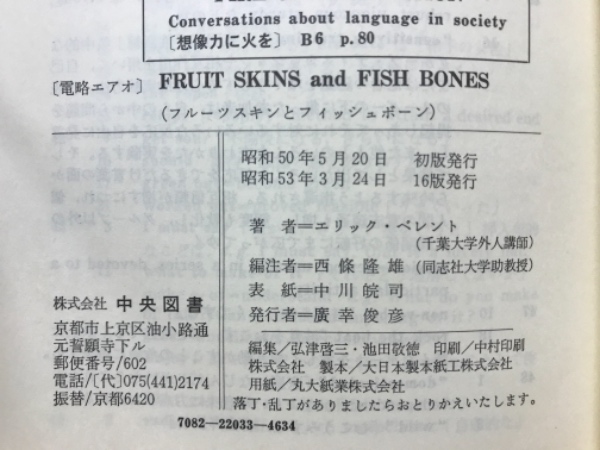 Conversations about language in society
〔想像力に火を〕 B6 p.80
〔電略エアオ〕 FRUIT SKINS and FISH BONES
(フルーツスキンとフィッシュボーン)
昭和50年5月20日 初版発行
昭和53年3月24日 16版発行
著者=エリック・ベレント
(千葉大学外人講師)
編注者=西條隆雄 (同志社大学助教授)
表紙=中川皖司
発行者=廣幸俊彦
株式会社 中央図書
京都市上京区油小路通
元誓願寺下ル
郵便番号/602
電話/〔代〕075(441)2174
振替/京都6420
編集/弘津啓三・池田敬徳 印刷/中村印刷
株式会社 製本/大日本製本紙工株式会社
用紙/丸大紙業株式会社
落丁・乱丁がありましたらおとりかえいたします。
7082—22033—4634